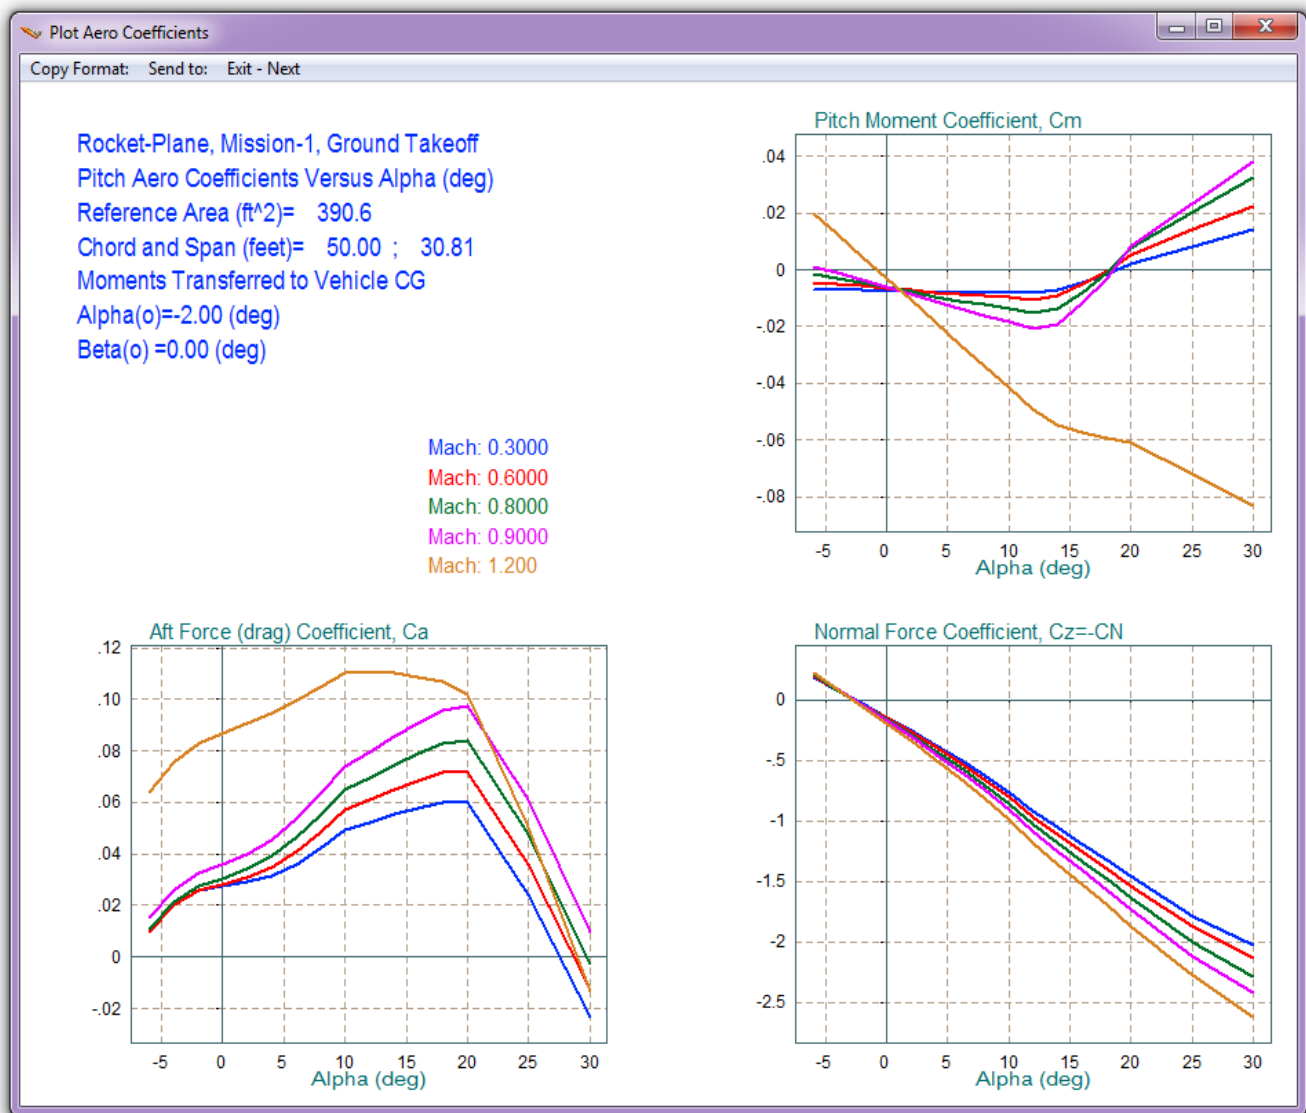 Plot Aero Coefficients
Copy Format: Send to: Exit - Next
Rocket-Plane, Mission-1, Ground Takeoff
Pitch Aero Coefficients Versus Alpha (deg)
Reference Area (ft^2)= 390.6
Chord and Span (feet)= 50.00 ; 30.81
Moments Transferred to Vehicle CG
Alpha(o)=-2.00 (deg)
Beta(o) =0.00 (deg)
Mach: 0.3000
Mach: 0.6000
Mach: 0.8000
Mach: 0.9000
Mach: 1.200
Pitch Moment Coefficient, Cm
.04
.02
0
-.02
-.04
-.06
-.08
-5 0 5 10 15 20 25 30
Alpha (deg)
Aft Force (drag) Coefficient, Ca
.12
.10
.08
.06
.04
.02
0
-.02
-5 0 5 10 15 20 25 30
Alpha (deg)
Normal Force Coefficient, Cz=-CN
0
-.5
-1
-1.5
-2
-2.5
-5 0 5 10 15 20 25 30
Alpha (deg)